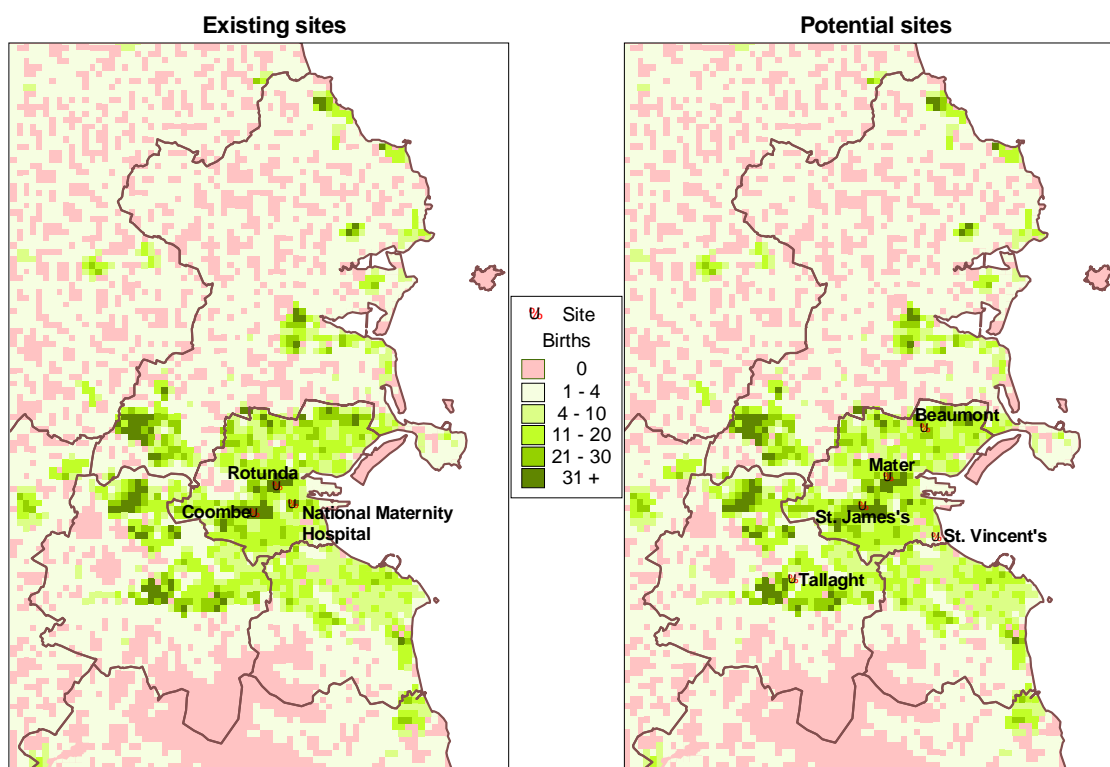 Existing sites
Potential sites
Site
Births
0
1 - 4
4 - 10
11 - 20
21 - 30
31 +
Rotunda
Coombe
National Maternity
Hospital
Beaumont
Mater
St. James's
St. Vincent's
Tallaght